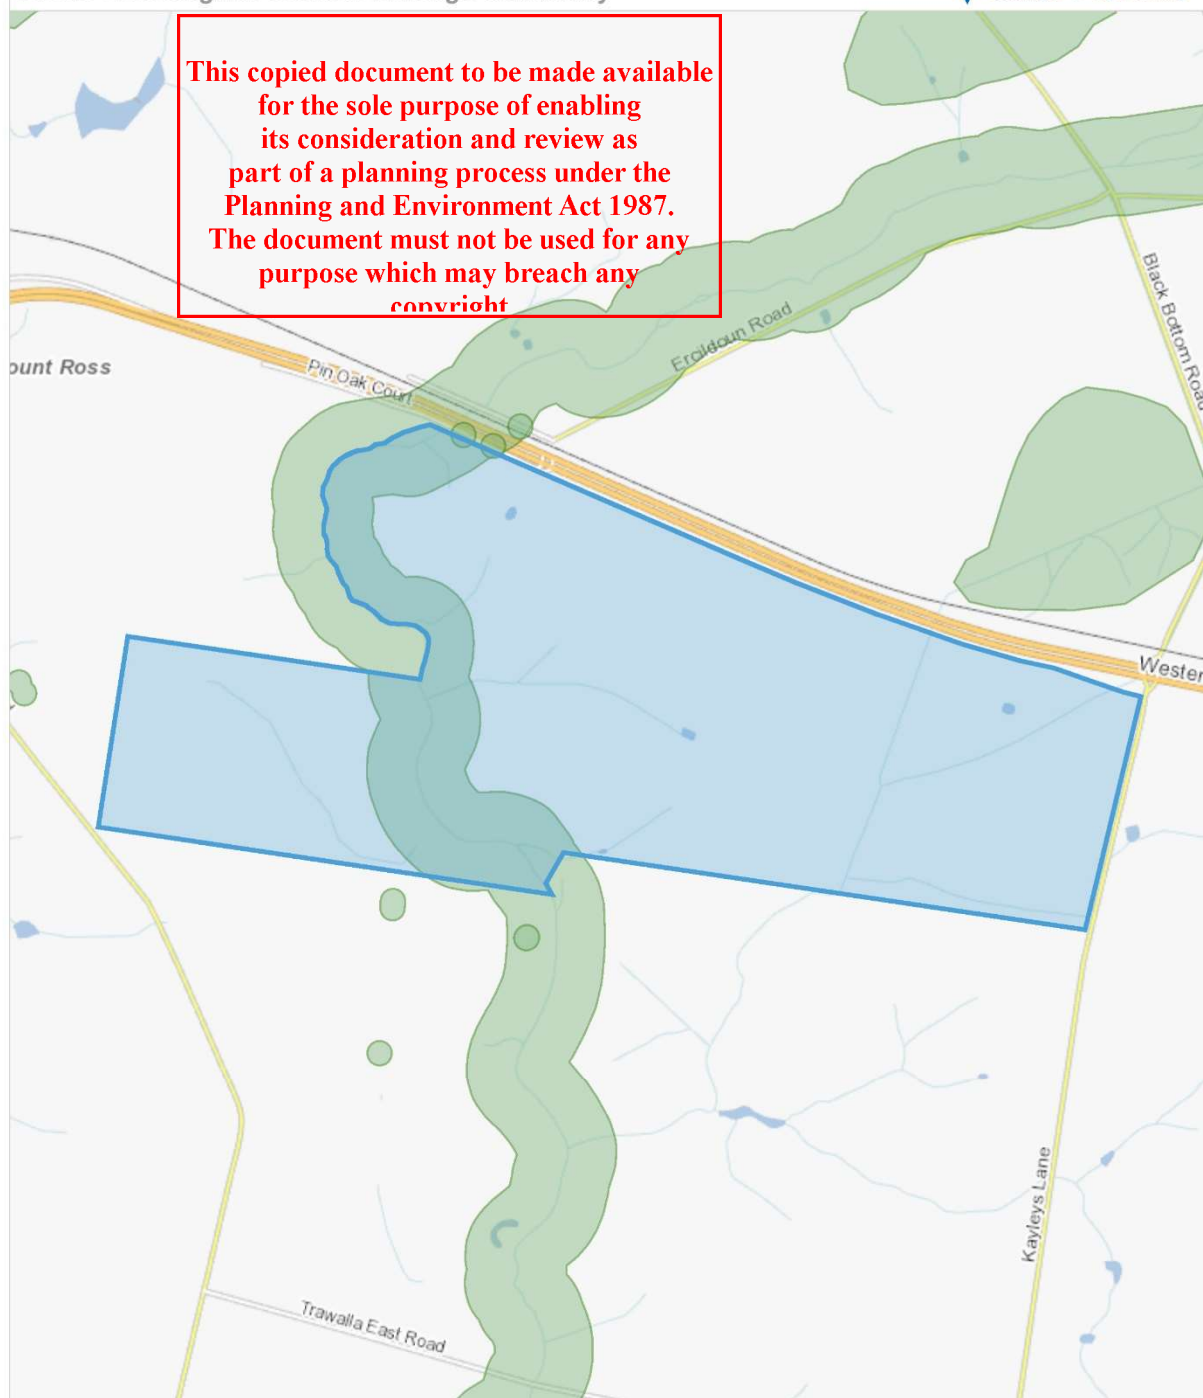 This copied document to be made available
for the sole purpose of enabling
its consideration and review as
part of a planning process under the
Planning and Environment Act 1987.
The document must not be used for any
purpose which may breach any
copyright
Black Bottom Road
Ercildoun Road
ount Ross
Pin Oak Court
Wester
Kayleys Lane
Trawalla East Road